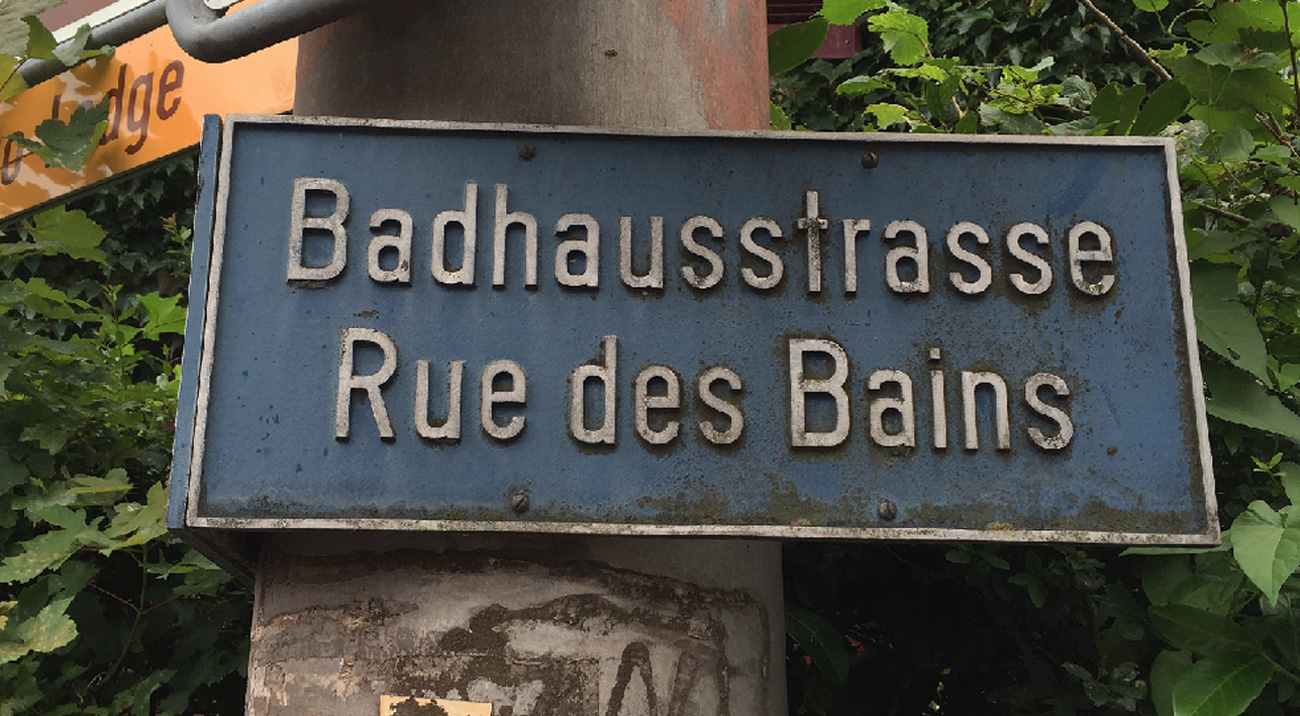 Badhausstrasse
Rue des Bains